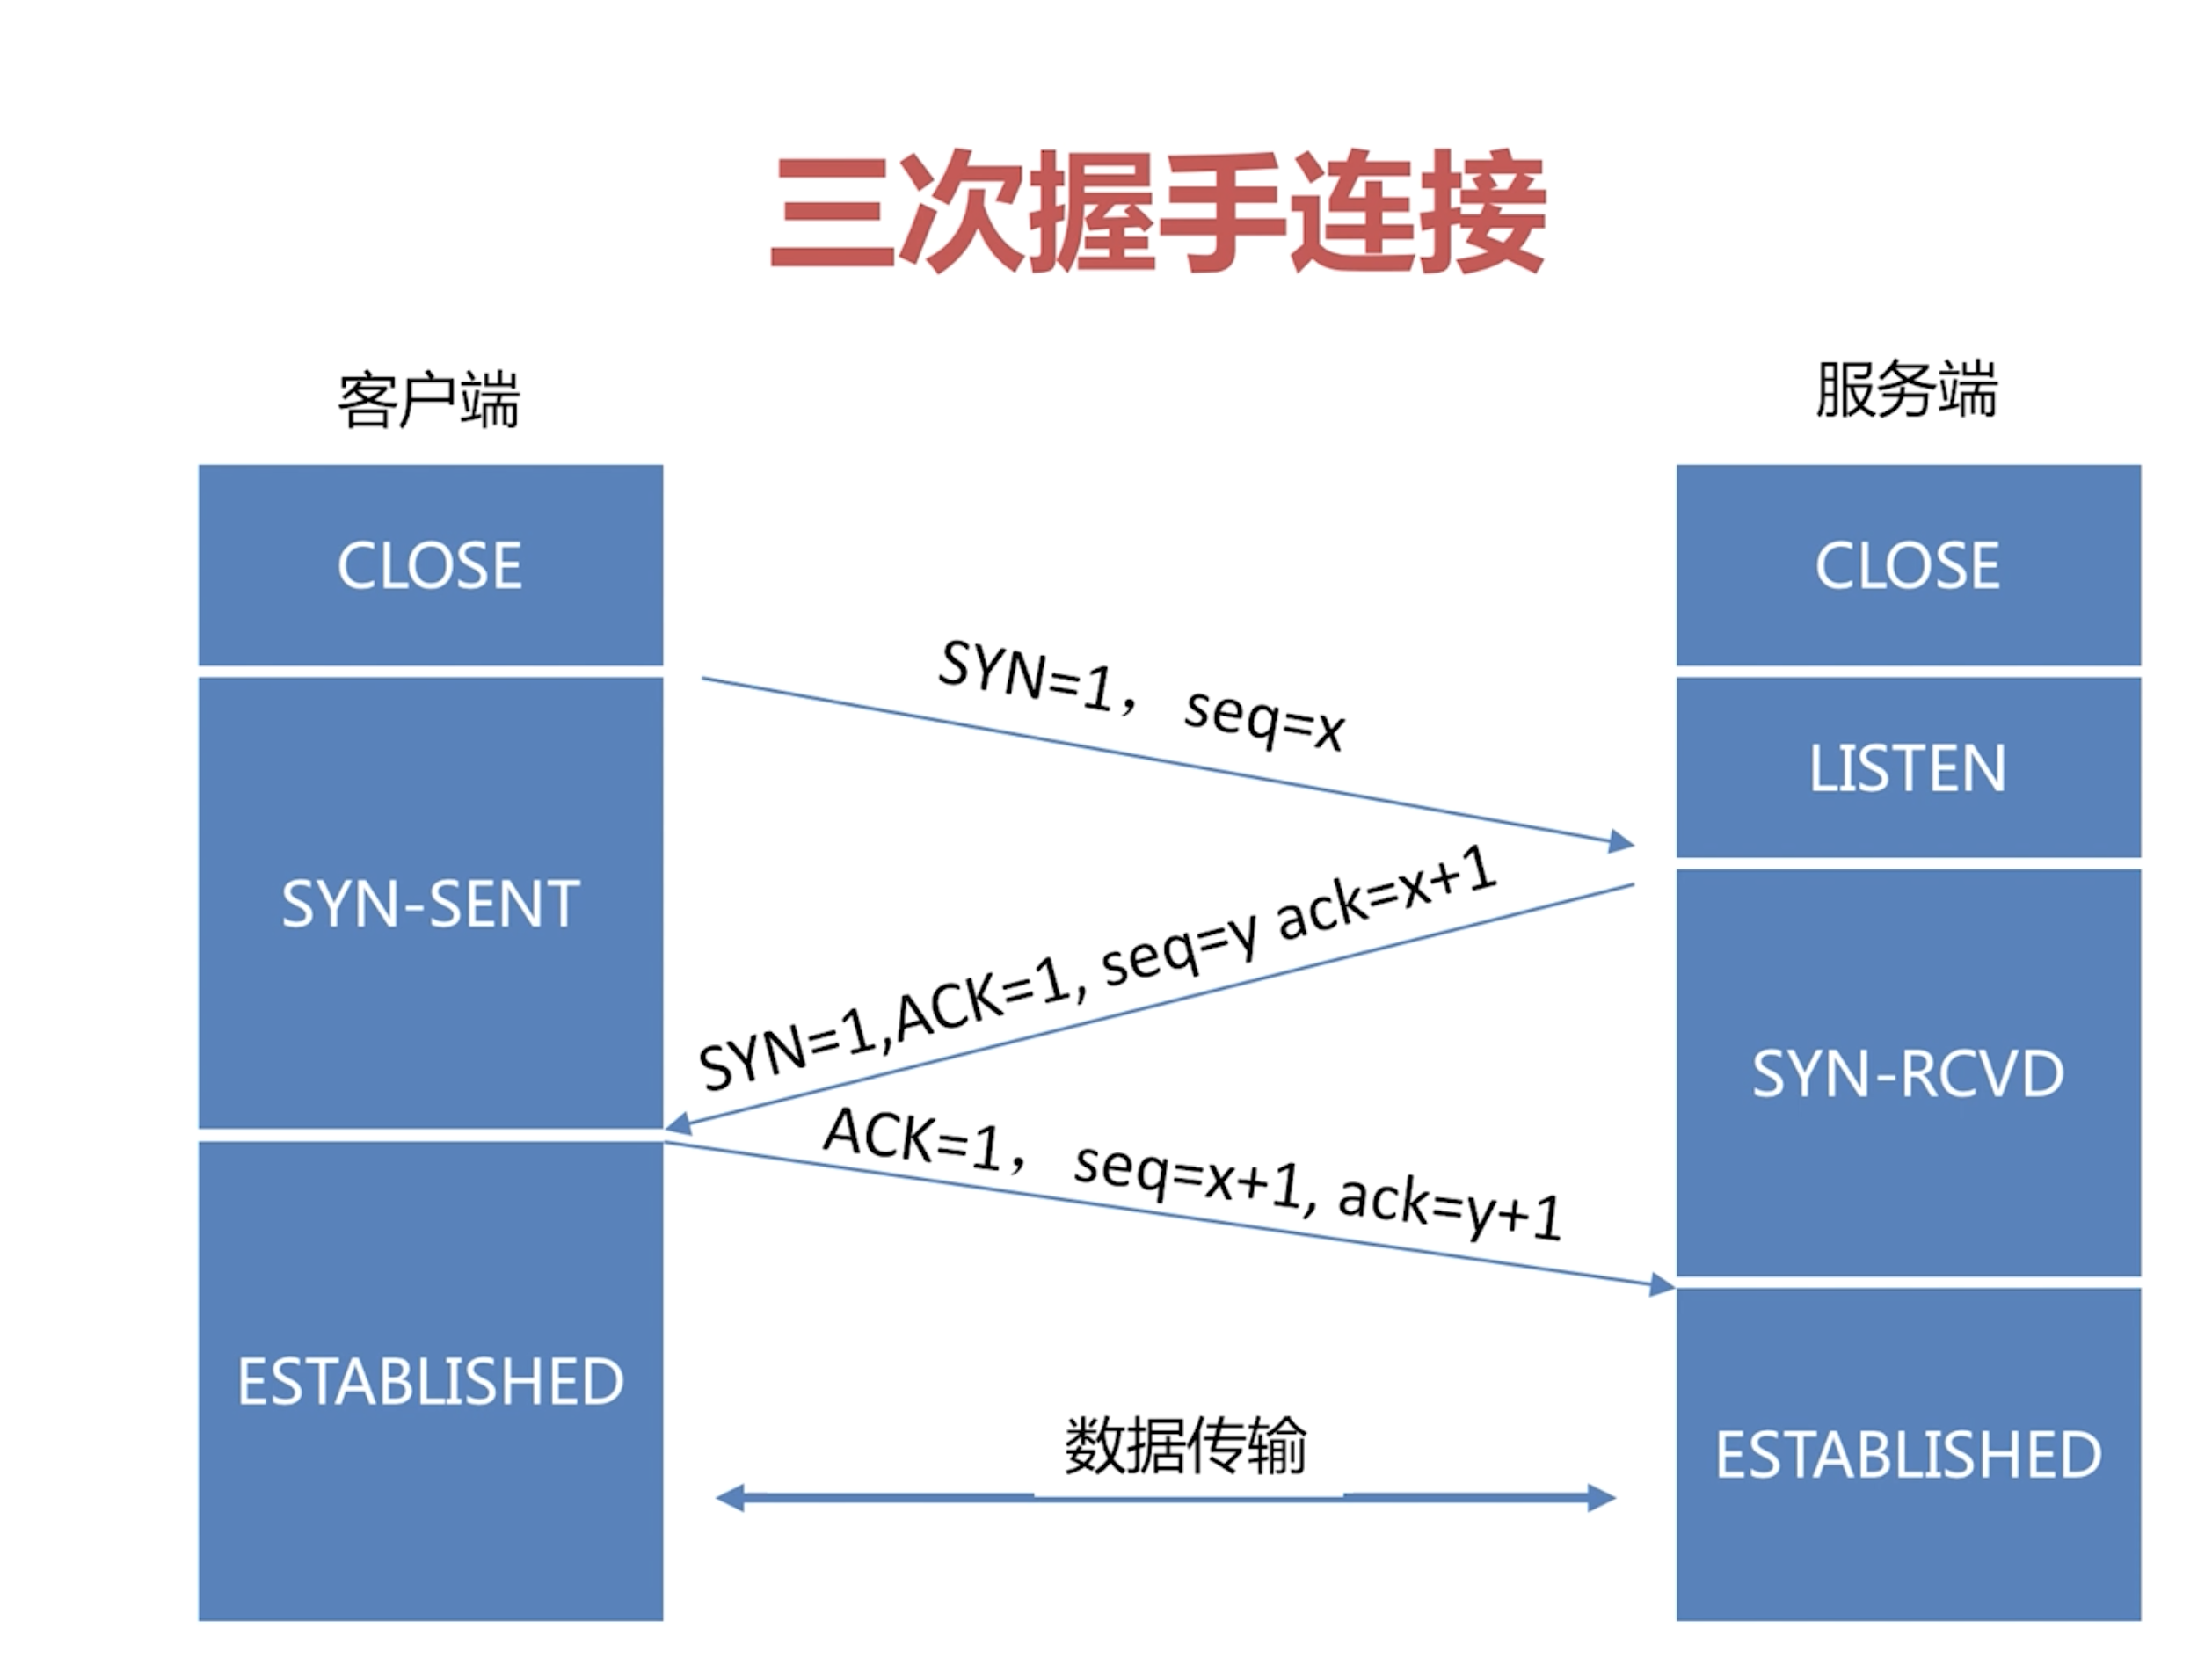 三次握手连接
客户端
服务端
CLOSE
CLOSE
SYN=1，seq=x
LISTEN
SYN-SENT
SYN=1,ACK=1, seq=y ack=x+1
SYN-RCVD
ACK=1，seq=x+1, ack=y+1
ESTABLISHED
数据传输
ESTABLISHED